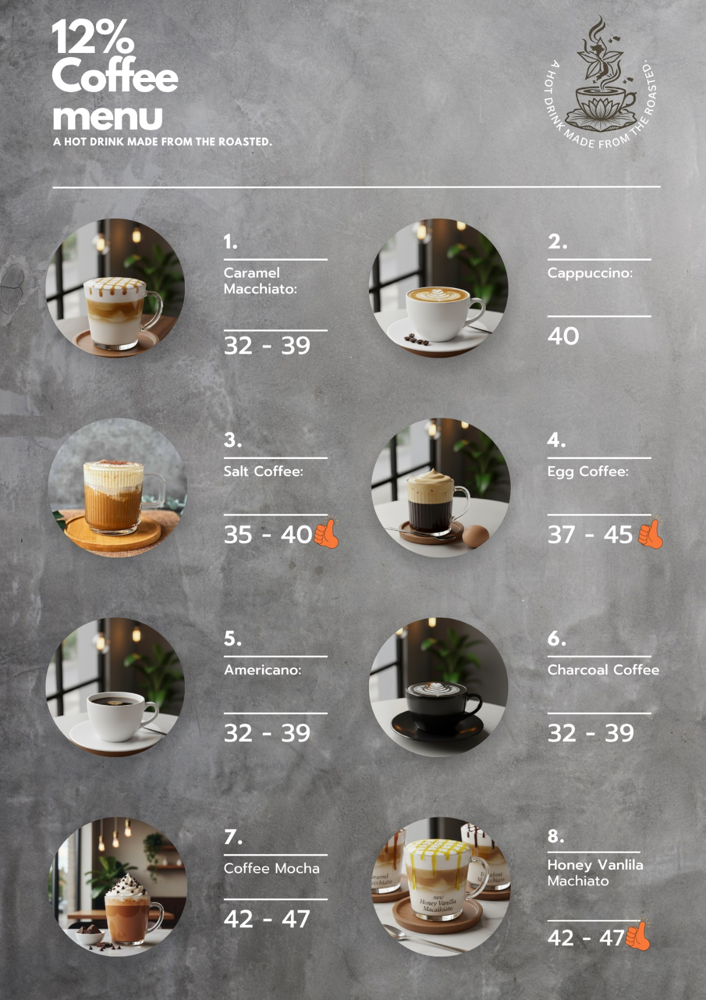 12%
Coffee
menu
A HOT DRINK MADE FROM THE ROASTED.
A HOT DRINK MADE FROM THE ROASTED.
1.
Caramel
Macchiato:
32 - 39
2.
Cappuccino:
40
3.
Salt Coffee:
35 - 40
4.
Egg Coffee:
37 - 45
5.
Americano:
32 - 39
6.
Charcoal Coffee
32 - 39
7.
Coffee Mocha
42 - 47
8.
Honey Vanlila
Machiato
42 - 47
new
Honey Vanilla
Macaihiato